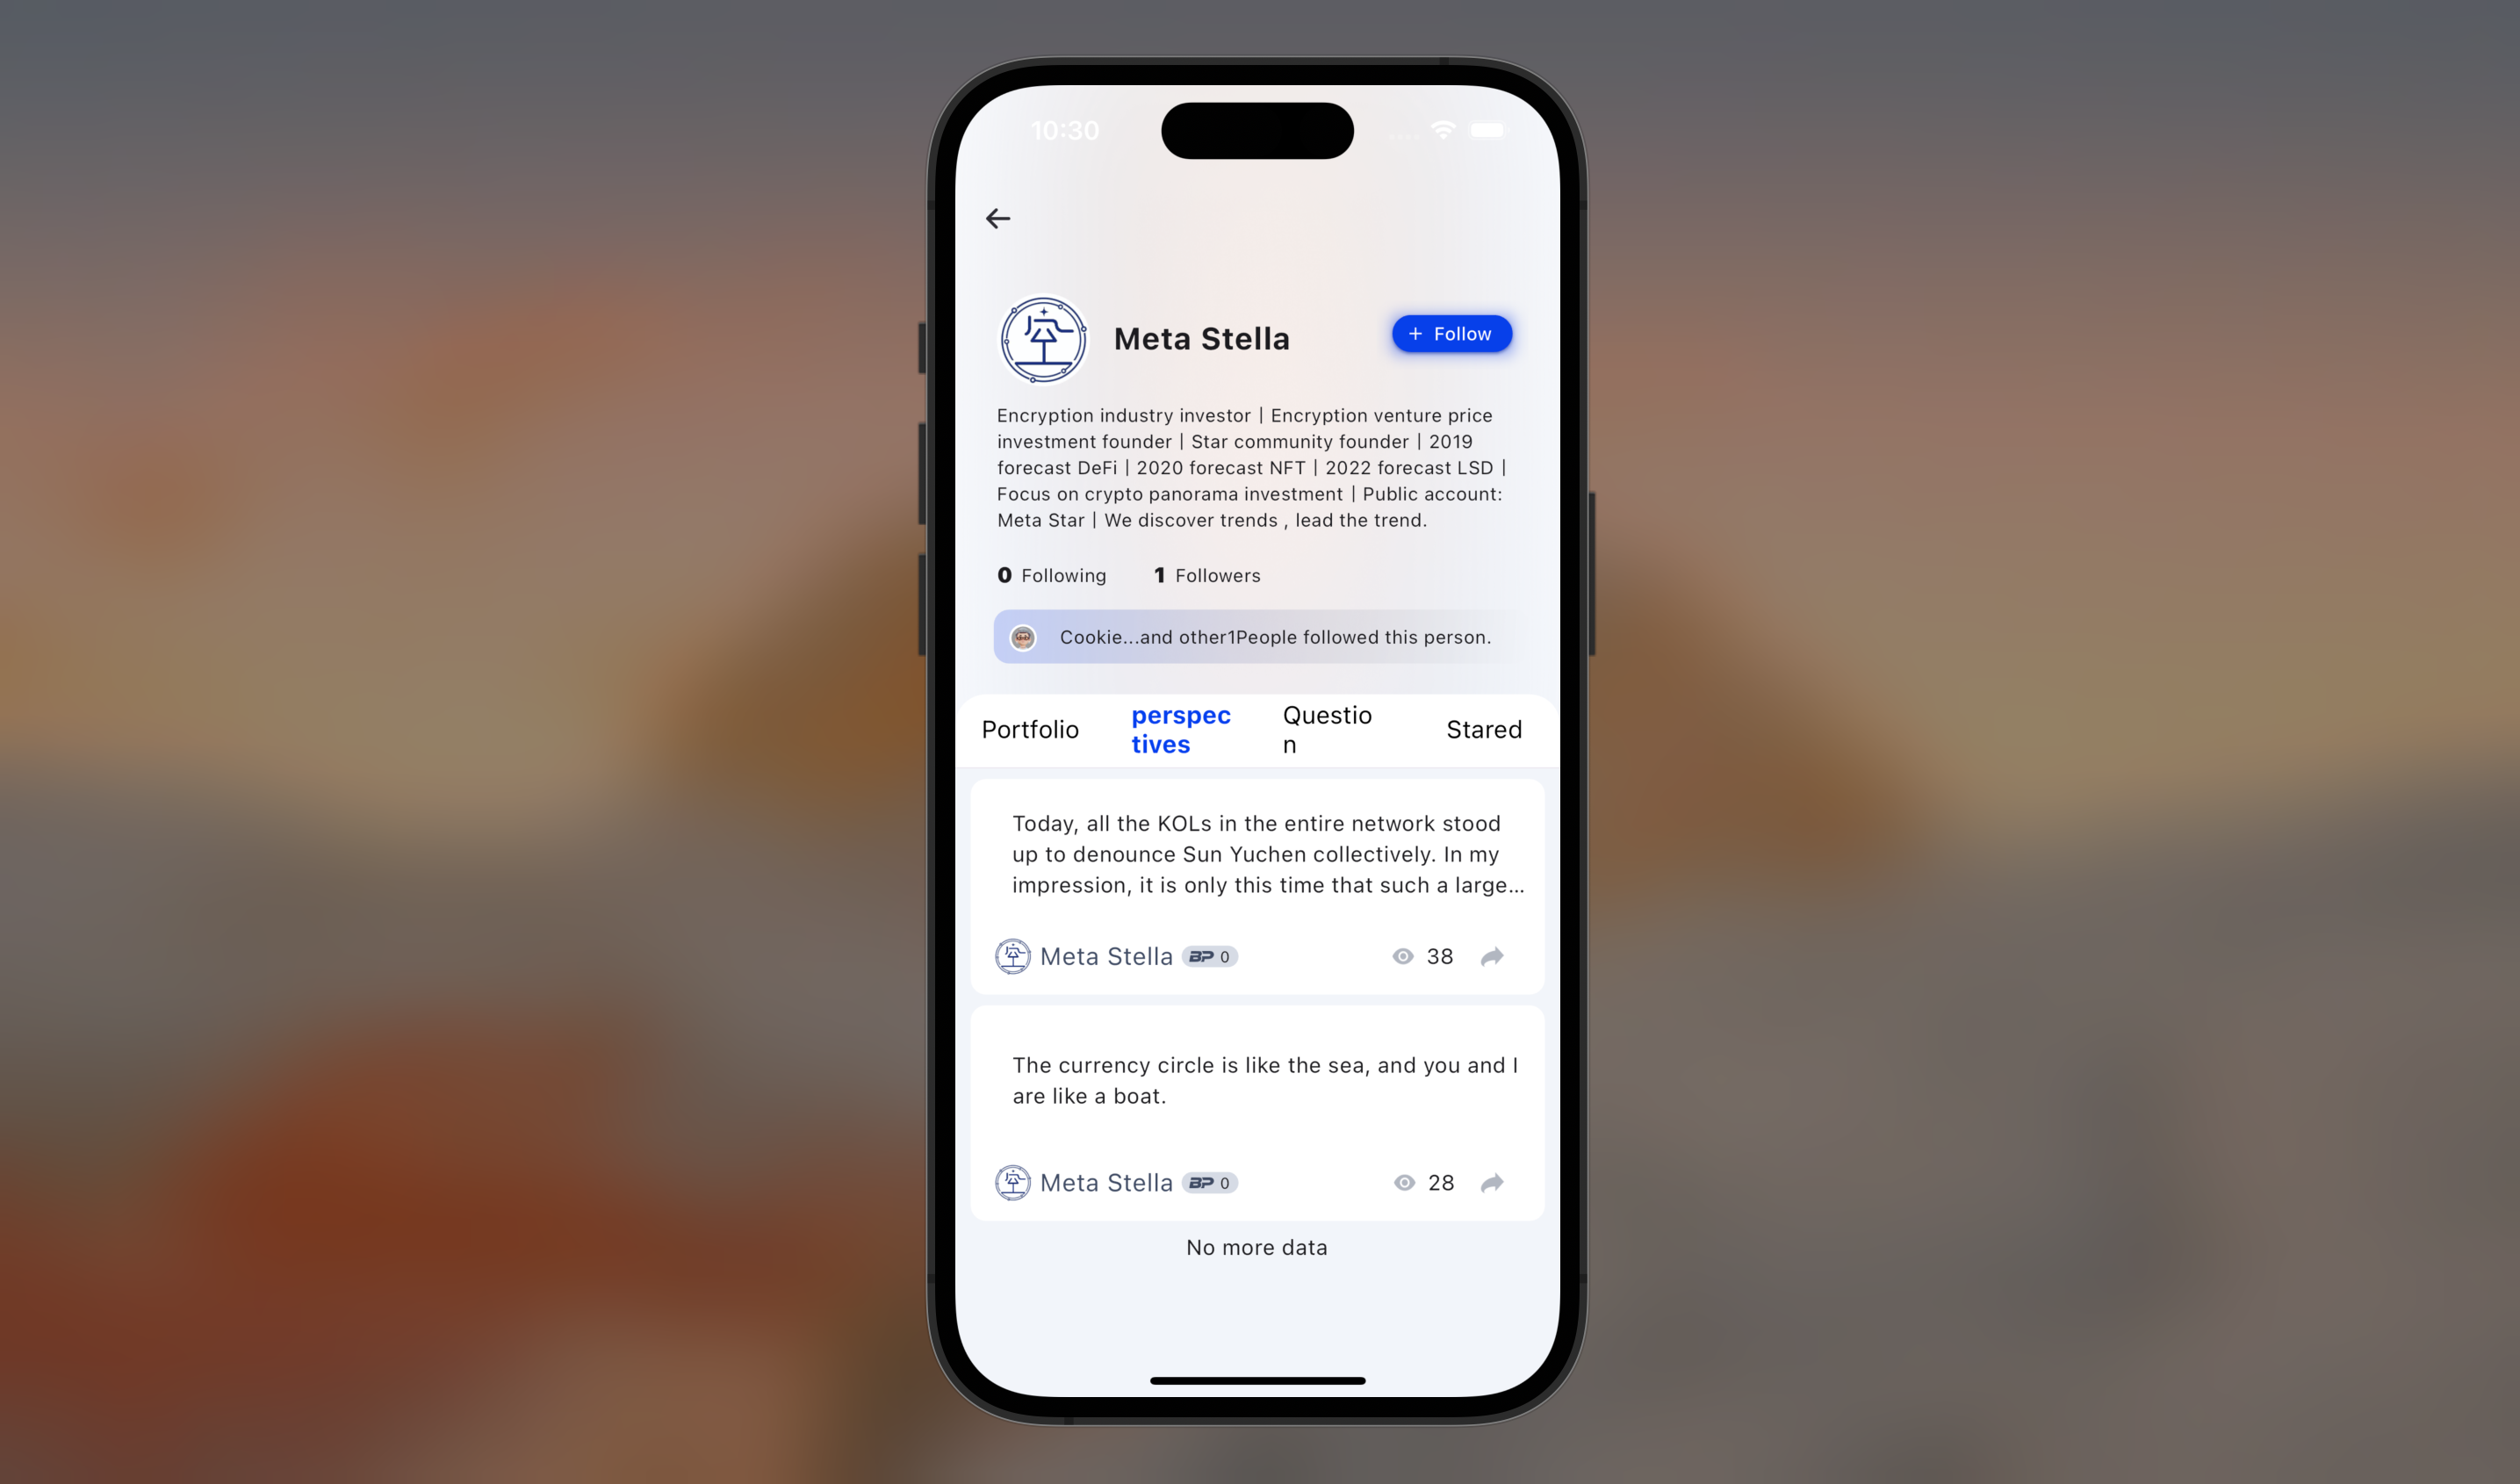 10:30
Meta Stella
+ Follow
Encryption industry investor | Encryption venture price
investment founder | Star community founder | 2019
forecast DeFi | 2020 forecast NFT | 2022 forecast LSD |
Focus on crypto panorama investment | Public account:
Meta Star | We discover trends , lead the trend.
0 Following 1 Followers
Cookie...and other1People followed this person.
Portfolio
perspec
tives
Questio
n
Stared
Today, all the KOLs in the entire network stood
up to denounce Sun Yuchen collectively. In my
impression, it is only this time that such a large...
Meta Stella BP 0 38
The currency circle is like the sea, and you and I
are like a boat.
Meta Stella BP 0 28
No more data